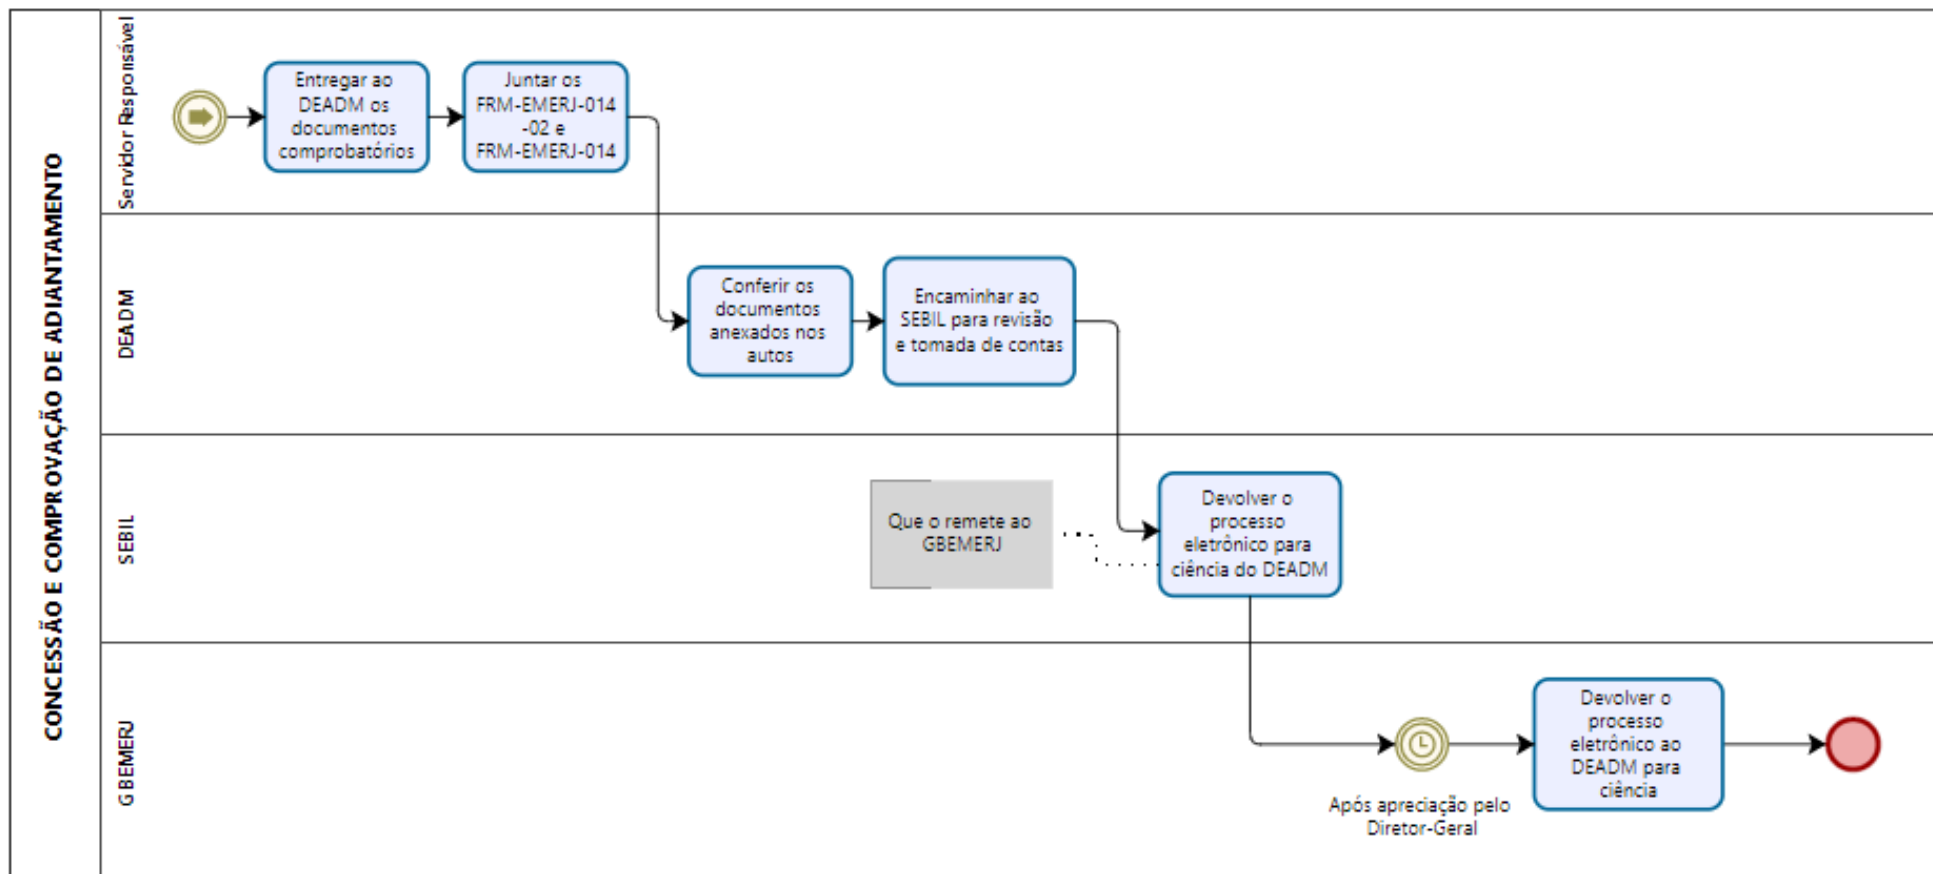 CONCESSÃO E COMPROVAÇÃO DE ADIANTAMENTO
Servidor Responsável
Entregar ao
DEADM os
documentos
comprobatórios
Juntar os
FRM-EMERJ-014
-02 e
FRM-EMERJ-014
DEADM
Conferir os
documentos
anexados nos
autos
Encaminhar ao
SEBIL para revisão
e tomada de contas
SEBIL
Que o remete ao
GBEMERJ
Devolver o
processo
eletrônico para
ciência do DEADM
GBEMERJ
Após apreciação pelo
Diretor-Geral
Devolver o
processo
eletrônico ao
DEADM para
ciência